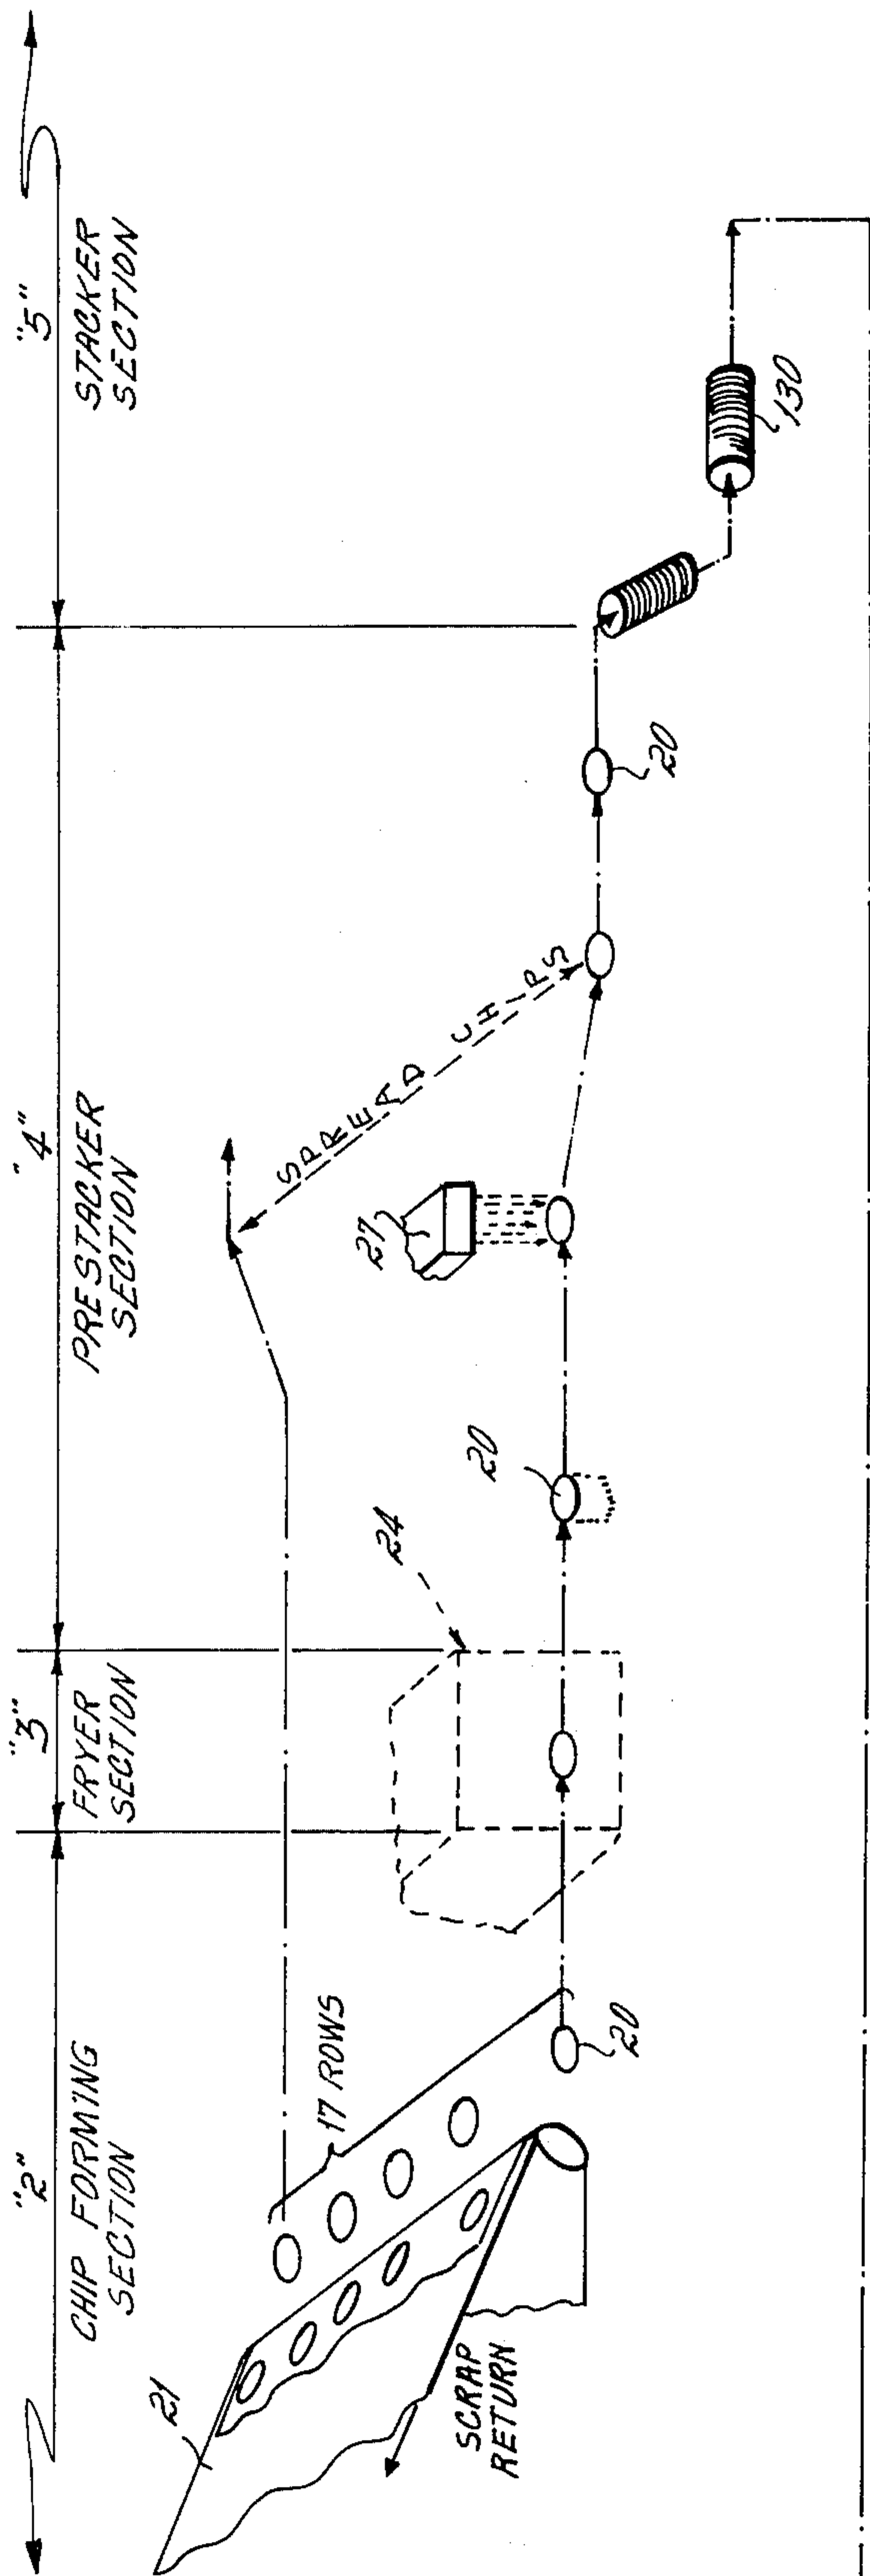 "2"
CHIP FORMING
SECTION
"3"
FRYER
SECTION
"4"
PRESTACKER
SECTION
"5"
STACKER
SECTION
21
17 ROWS
SCRAP
RETURN
20
24
20
27
SPREAD CHIPS
20
130